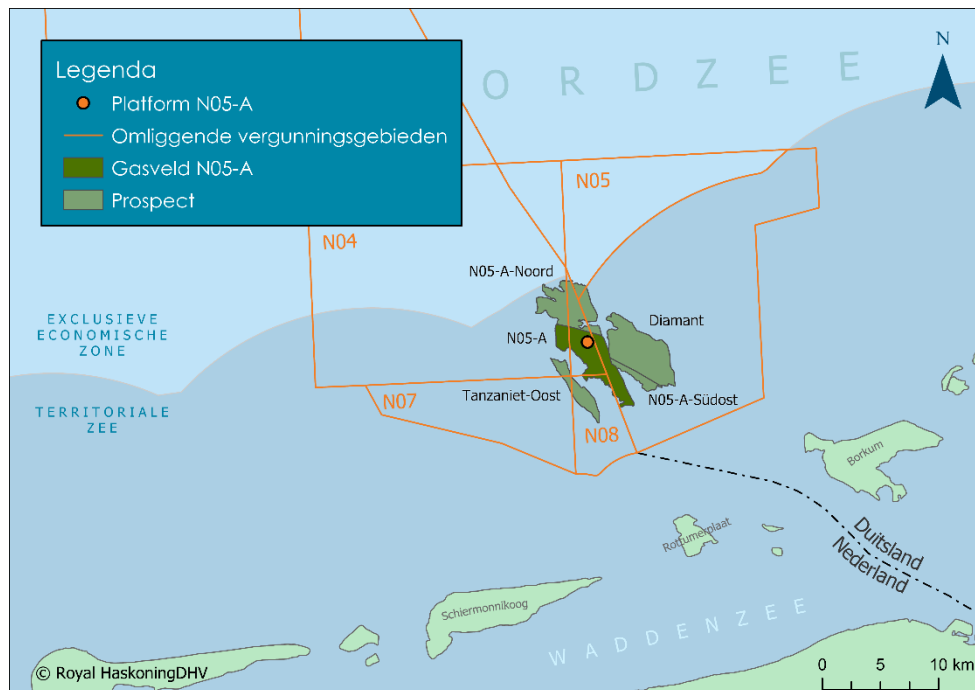 Legenda
Platform N05-A
Omliggende vergunningsgebieden
Gasveld N05-A
Prospect
ORDZEE
N
N05
N04
N05-A-Noord
EXCLUSIEVE
ECONOMISCHE
ZONE
Diamant
N05-A
TERRITORIALE
ZEE
N07
Tanzaniet-Oost
N05-A-Südost
N08
Borkum
Rottumerplaat
Duitsland
Nederland
Schiermonnikoog
WADDENZEE
© Royal HaskoningDHV
0 5 10 km